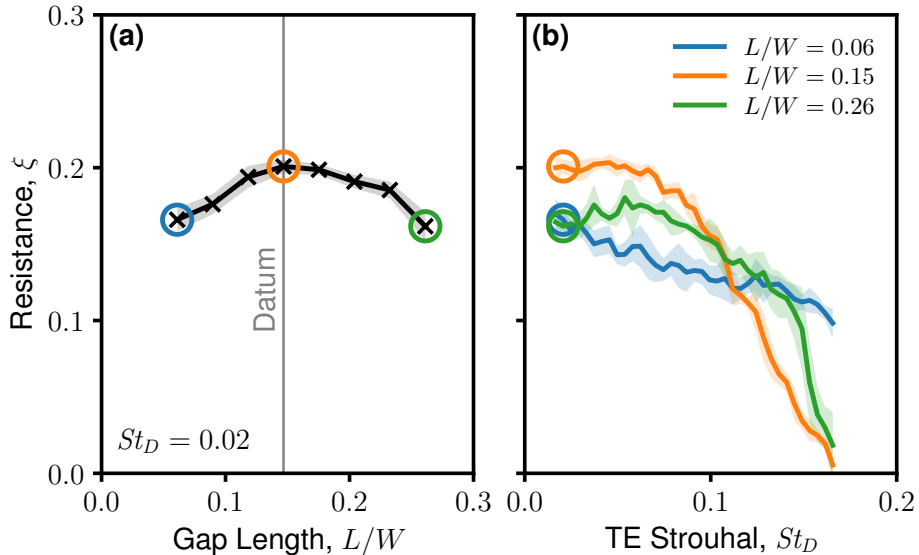 (a)
(b)
L/W = 0.06
L/W = 0.15
L/W = 0.26
0.3
0.2
0.1
0.0
Resistance, ξ
Datum
St_D = 0.02
0.0 0.1 0.2 0.3
0.0 0.1 0.2
Gap Length, L/W
TE Strouhal, St_D